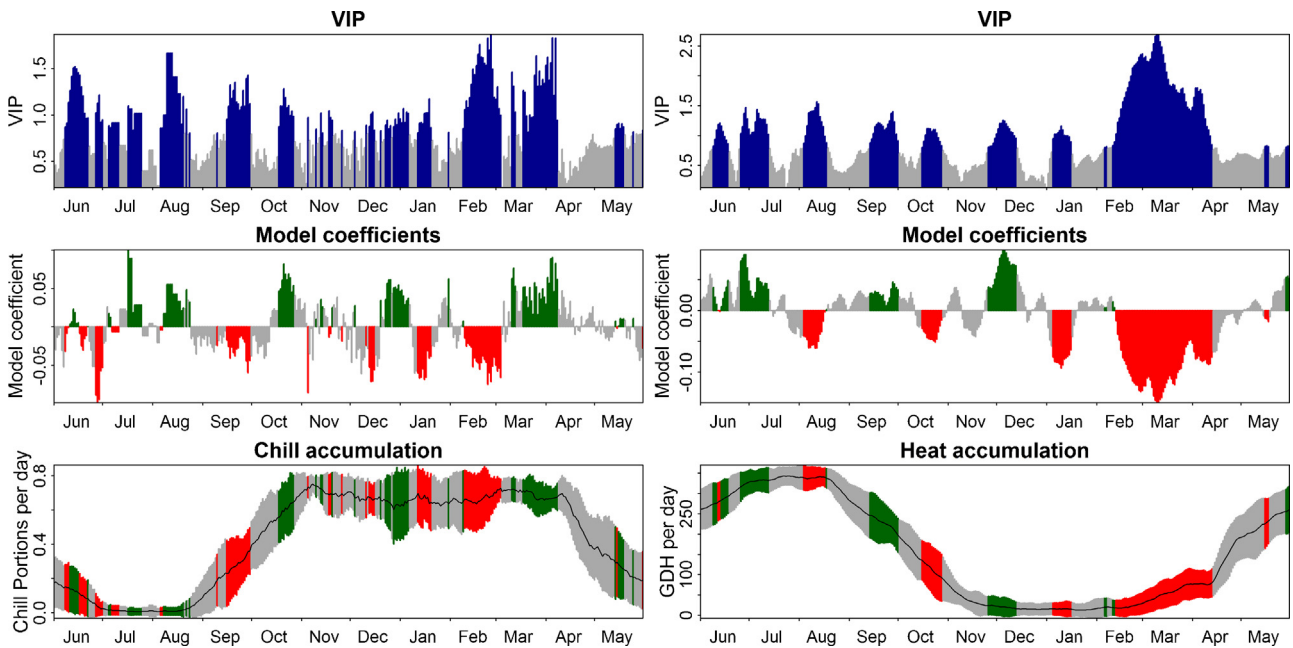 VIP
VIP
1.5
1.0
0.5
Jun Jul Aug Sep Oct Nov Dec Jan Feb Mar Apr May
VIP
VIP
2.5
1.5
0.5
Jun Jul Aug Sep Oct Nov Dec Jan Feb Mar Apr May
Model coefficients
Model coefficient
0.05
-0.05
Jun Jul Aug Sep Oct Nov Dec Jan Feb Mar Apr May
Model coefficients
Model coefficient
0.00
-0.10
Jun Jul Aug Sep Oct Nov Dec Jan Feb Mar Apr May
Chill accumulation
Chill Portions per day
0.8
0.4
0.0
Jun Jul Aug Sep Oct Nov Dec Jan Feb Mar Apr May
Heat accumulation
GDH per day
250
100
0
Jun Jul Aug Sep Oct Nov Dec Jan Feb Mar Apr May